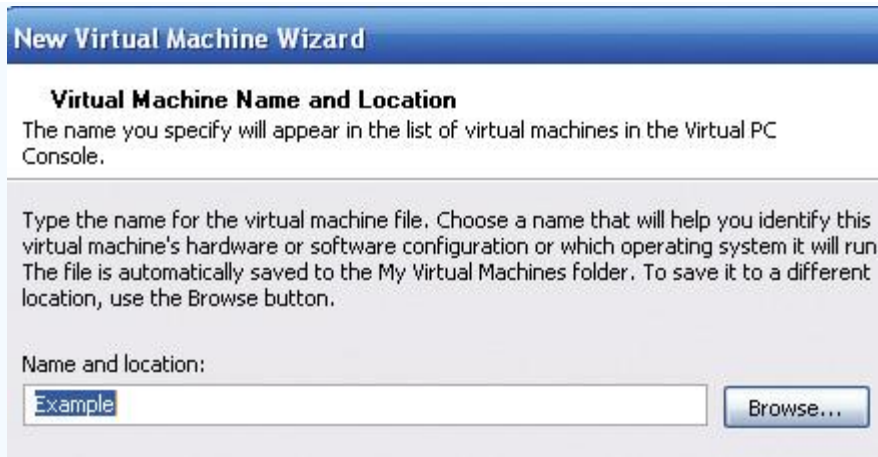 New Virtual Machine Wizard
Virtual Machine Name and Location
The name you specify will appear in the list of virtual machines in the Virtual PC
Console.
Type the name for the virtual machine file. Choose a name that will help you identify this
virtual machine's hardware or software configuration or which operating system it will run
The file is automatically saved to the My Virtual Machines folder. To save it to a different
location, use the Browse button.
Name and location:
Example
Browse...